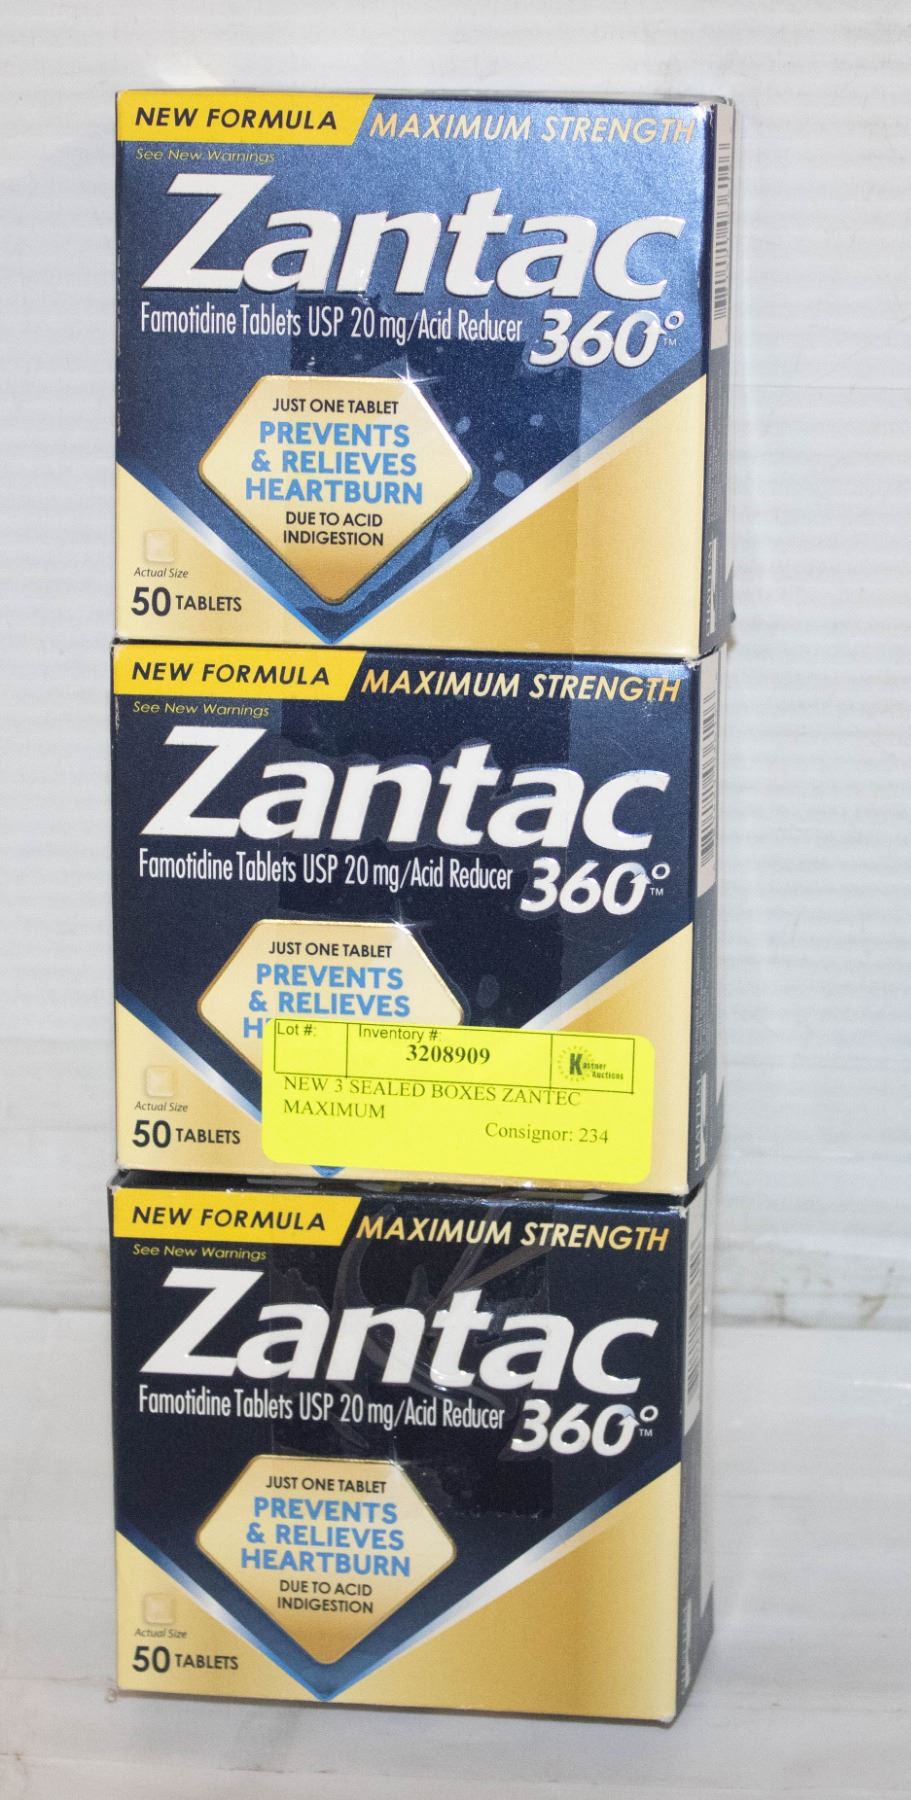 NEW FORMULA
MAXIMUM STRENGTH
See New Warnings
Zantac
Famotidine Tablets USP 20 mg/Acid Reducer
360°™
JUST ONE TABLET
PREVENTS
& RELIEVES
HEARTBURN
DUE TO ACID
INDIGESTION
Actual Size
50 TABLETS
NEW FORMULA
MAXIMUM STRENGTH
See New Warnings
Zantac
Famotidine Tablets USP 20 mg/Acid Reducer
360°™
JUST ONE TABLET
PREVENTS
& RELIEVES
Lot #: Inventory #:
3208909
Kastner
Auctions
NEW 3 SEALED BOXES ZANTEC
MAXIMUM
Consignor: 234
Actual Size
50 TABLETS
NEW FORMULA
MAXIMUM STRENGTH
See New Warnings
Zantac
Famotidine Tablets USP 20 mg/Acid Reducer
360°™
JUST ONE TABLET
PREVENTS
& RELIEVES
HEARTBURN
DUE TO ACID
INDIGESTION
Actual Size
50 TABLETS